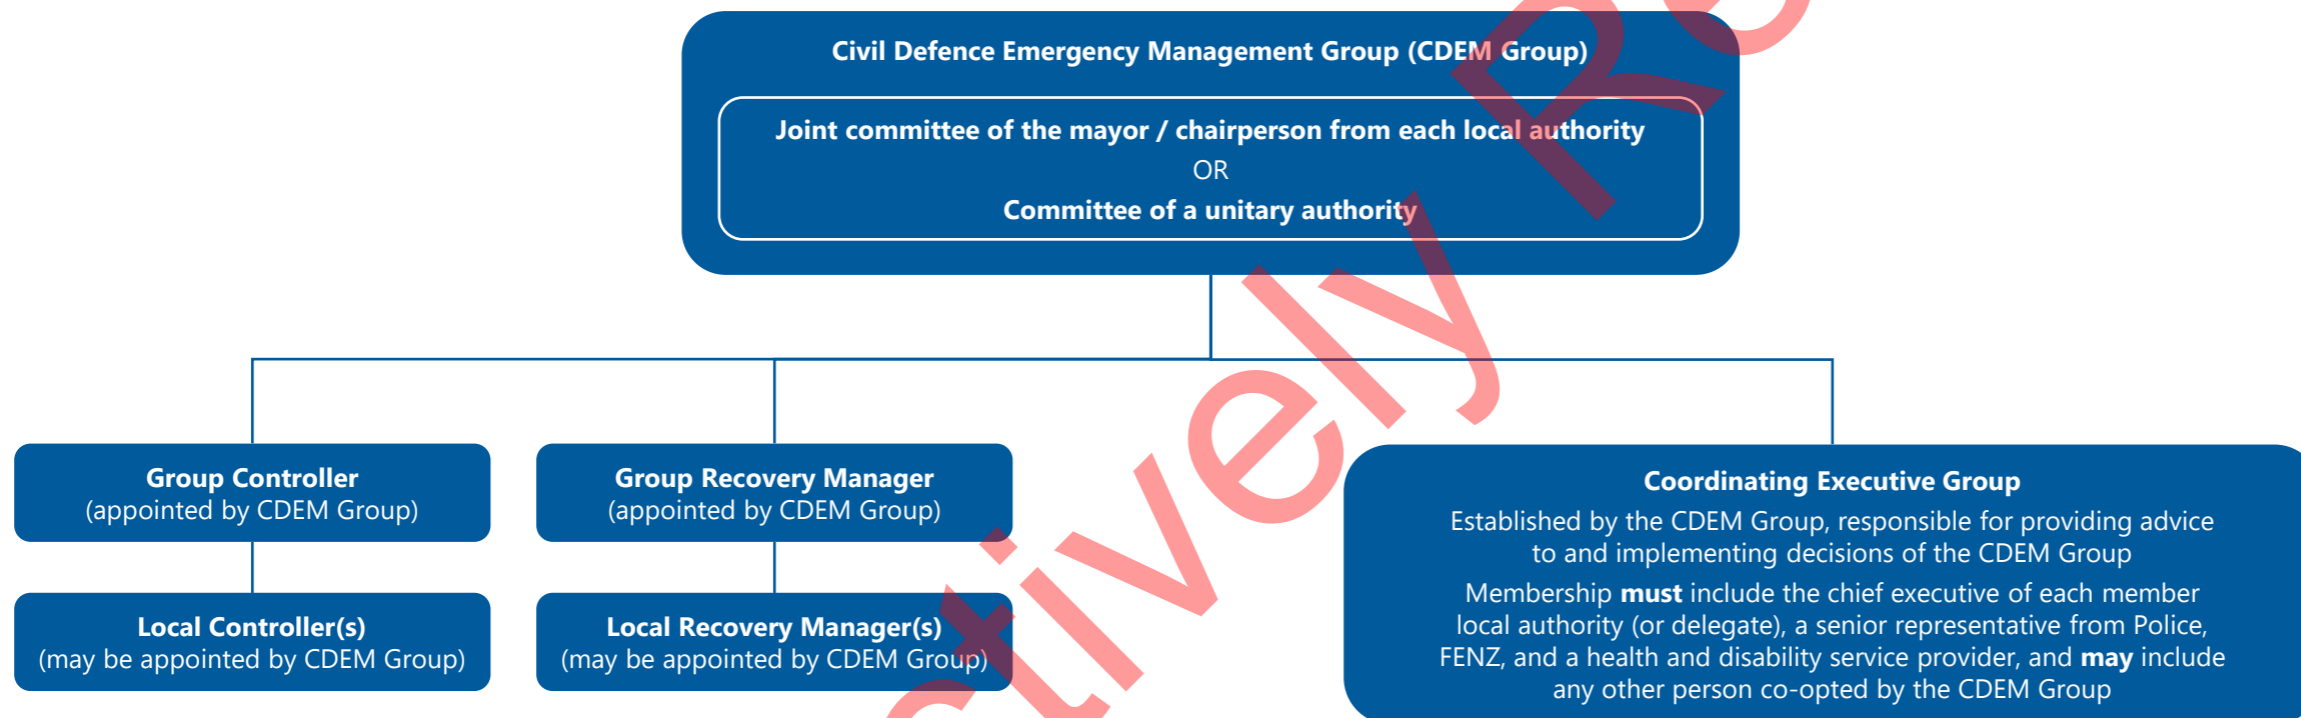 Civil Defence Emergency Management Group (CDEM Group)
Joint committee of the mayor / chairperson from each local authority
OR
Committee of a unitary authority
Group Controller
(appointed by CDEM Group)
Group Recovery Manager
(appointed by CDEM Group)
Local Controller(s)
(may be appointed by CDEM Group)
Local Recovery Manager(s)
(may be appointed by CDEM Group)
Coordinating Executive Group
Established by the CDEM Group, responsible for providing advice
to and implementing decisions of the CDEM Group
Membership must include the chief executive of each member
local authority (or delegate), a senior representative from Police,
FENZ, and a health and disability service provider, and may include
any other person co-opted by the CDEM Group
ctively Re